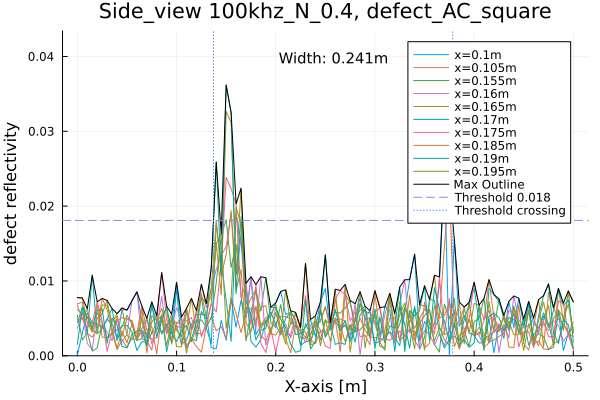 Side_view 100khz_N_0.4, defect_AC_square
Width: 0.241m
x=0.1m
x=0.105m
x=0.155m
x=0.16m
x=0.165m
x=0.17m
x=0.175m
x=0.185m
x=0.19m
x=0.195m
Max Outline
Threshold 0.018
Threshold crossing
defect reflectivity
0.04
0.03
0.02
0.01
0.00
0.0 0.1 0.2 0.3 0.4 0.5
X-axis [m]